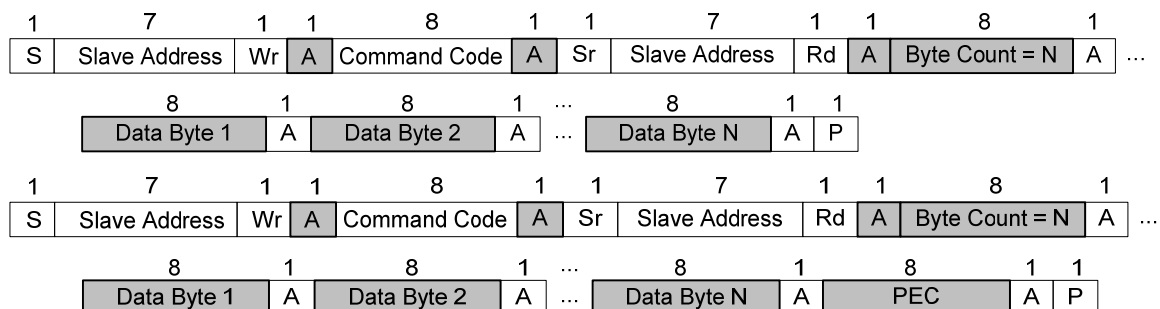 1 7 1 1 8 1 1 7 1 1 8 1
S Slave Address Wr A Command Code A Sr Slave Address Rd A Byte Count = N A ...
8 1 8 1 ... 8 1 1
Data Byte 1 A Data Byte 2 A ... Data Byte N A P
1 7 1 1 8 1 1 7 1 1 8 1
S Slave Address Wr A Command Code A Sr Slave Address Rd A Byte Count = N A ...
8 1 8 1 ... 8 1 8 1 1
Data Byte 1 A Data Byte 2 A ... Data Byte N A PEC A P